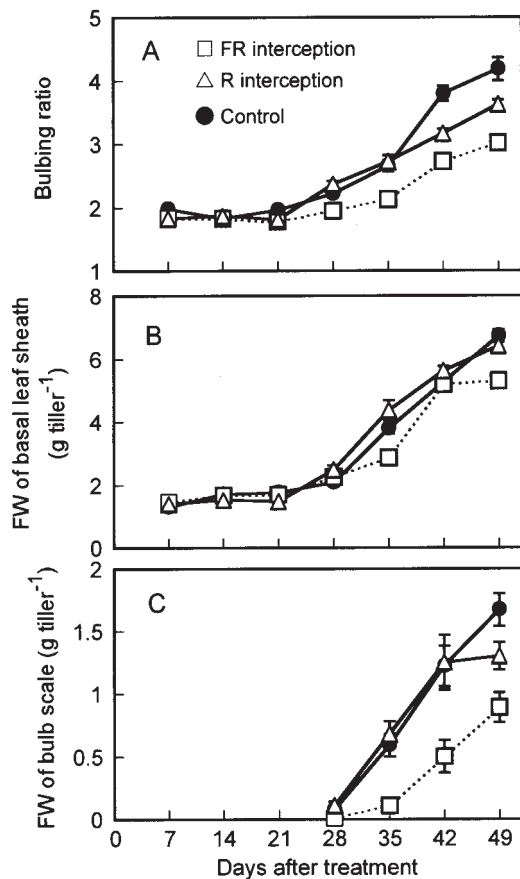 A
FR interception
R interception
Control
Bulbing ratio
5
4
3
2
1
B
FW of basal leaf sheath
(g tiller⁻¹)
8
6
4
2
0
C
FW of bulb scale (g tiller⁻¹)
2
1.5
1
0.5
0
0 7 14 21 28 35 42 49
Days after treatment